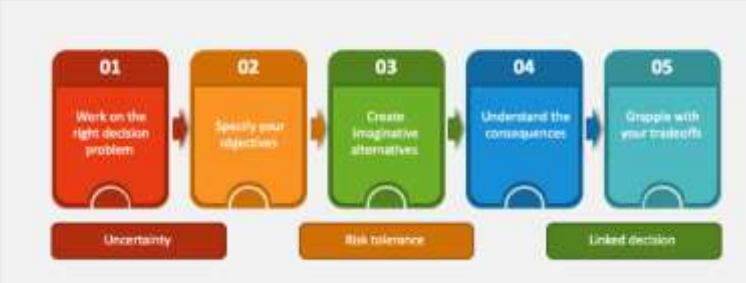 01
02
03
04
05
Work on the
right decision
problem
Specify your
objectives
Create
imaginative
alternatives
Understand the
consequences
Grapple with
your tradeoffs
Uncertainty
Risk tolerance
Linked decision